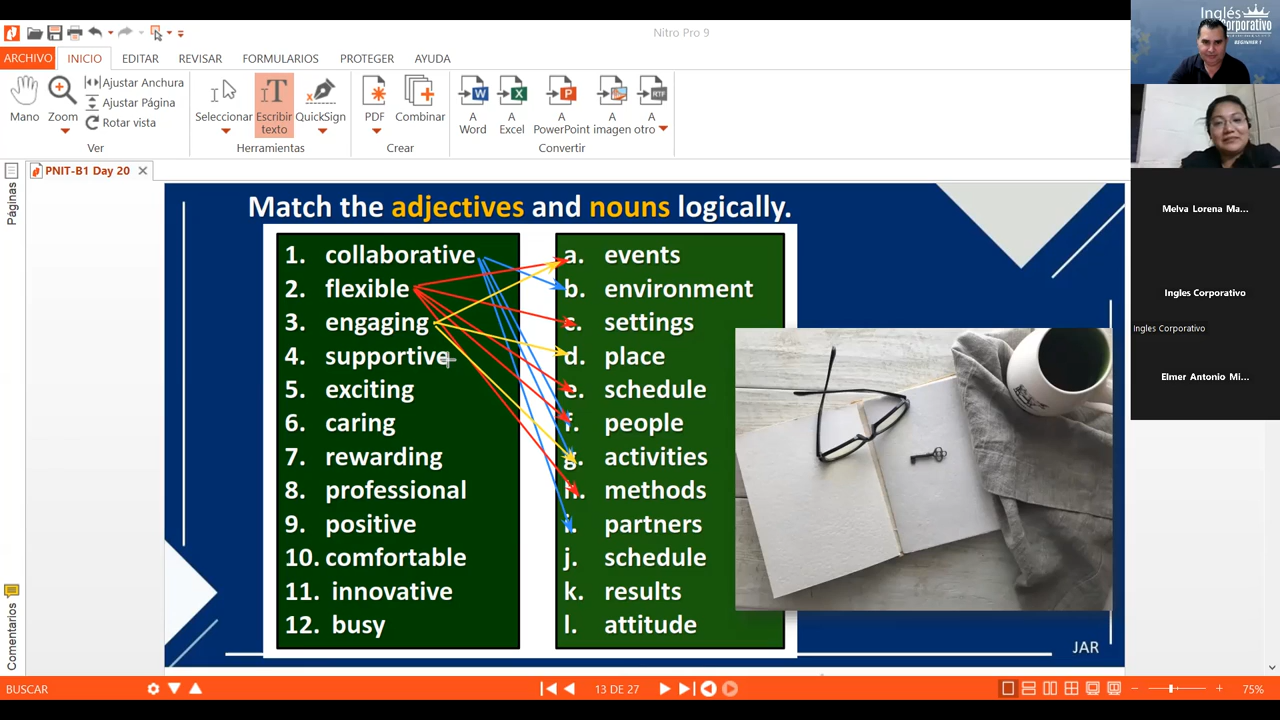 Nitro Pro 9
ARCHIVO INICIO EDITAR REVISAR FORMULARIOS PROTEGER AYUDA
Mano
Zoom
Ajustar Anchura
Ajustar Página
Rotar vista
Ver
Seleccionar
Escribir texto
QuickSign
Herramientas
PDF
Combinar
Crear
A Word
A Excel
A PowerPoint
A imagen
A otro
Convertir
PNIT-B1 Day 20
Páginas
Comentarios
Match the adjectives and nouns logically.
1. collaborative
2. flexible
3. engaging
4. supportive
5. exciting
6. caring
7. rewarding
8. professional
9. positive
10. comfortable
11. innovative
12. busy
a. events
b. environment
c. settings
d. place
e. schedule
f. people
g. activities
h. methods
i. partners
j. schedule
k. results
l. attitude
JAR
BUSCAR
13 DE 27
75%
Inglés
Corporativo
BEGINNER 1
Melva Lorena Ma...
Ingles Corporativo
Ingles Corporativo
Elmer Antonio Mi...